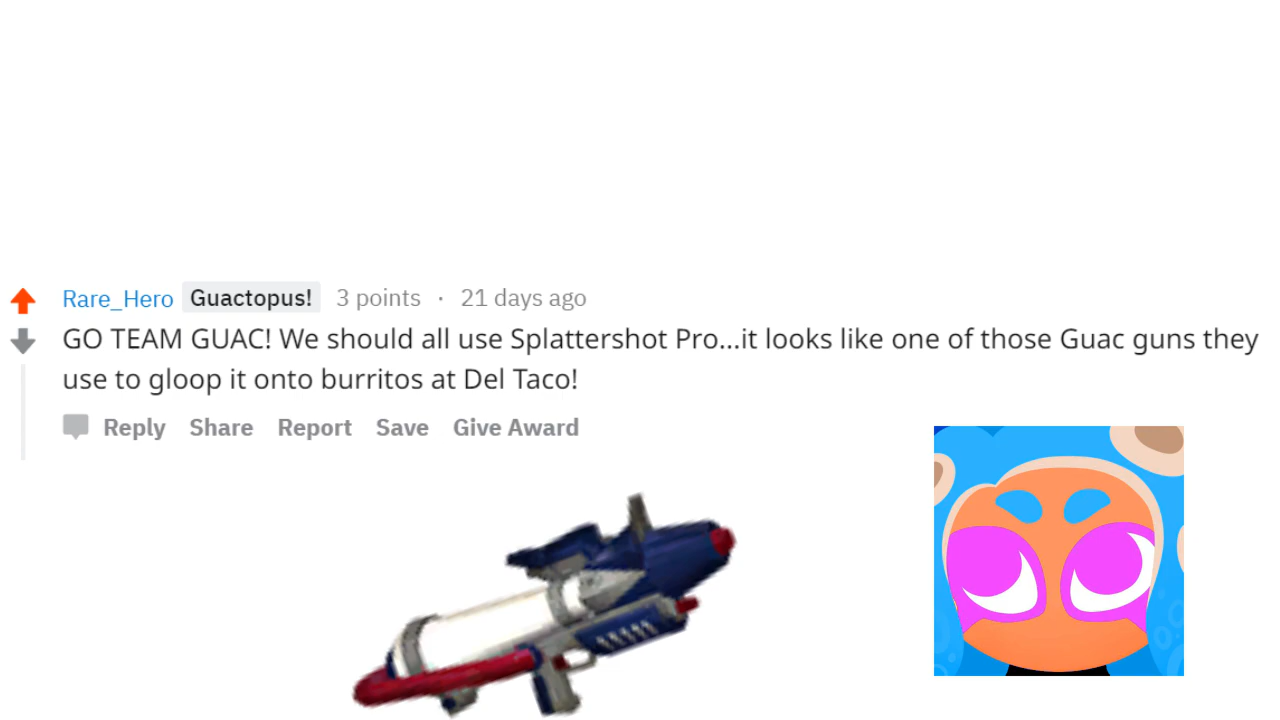 Rare_Hero Guactopus! 3 points · 21 days ago
GO TEAM GUAC! We should all use Splattershot Pro...it looks like one of those Guac guns they
use to gloop it onto burritos at Del Taco!
Reply Share Report Save Give Award